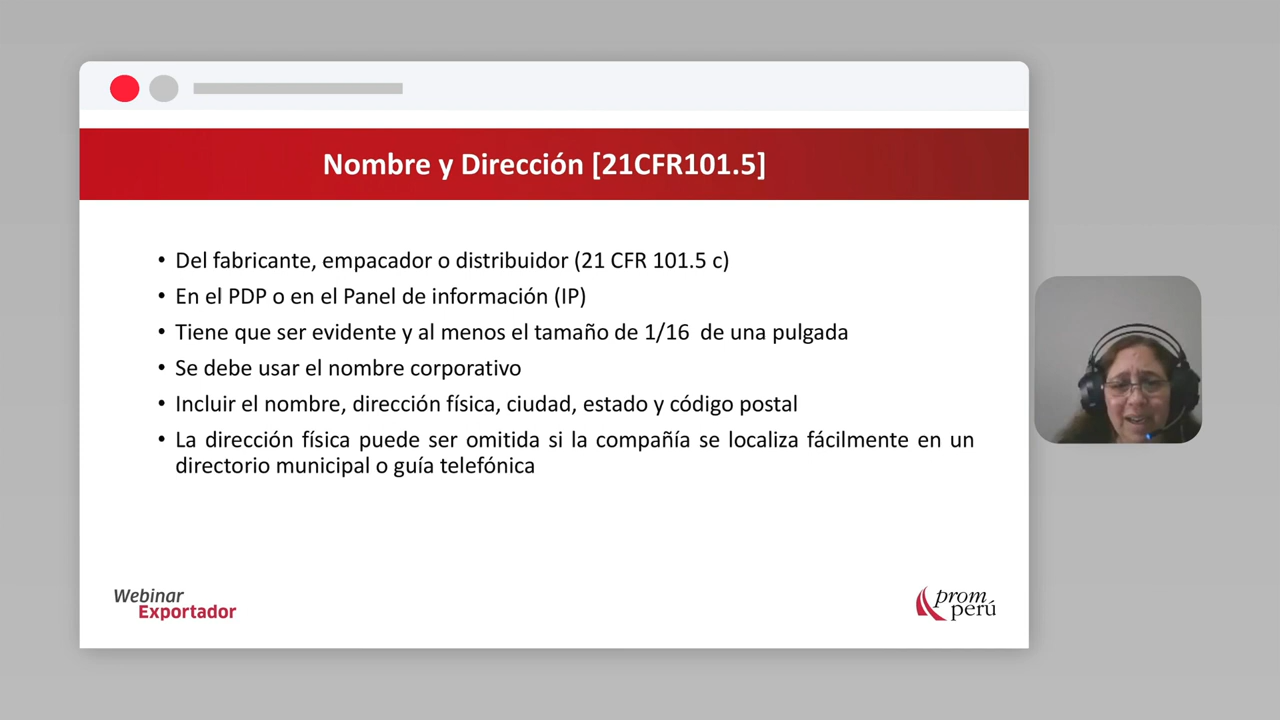 Nombre y Dirección [21CFR101.5]
• Del fabricante, empacador o distribuidor (21 CFR 101.5 c)
• En el PDP o en el Panel de información (IP)
• Tiene que ser evidente y al menos el tamaño de 1/16 de una pulgada
• Se debe usar el nombre corporativo
• Incluir el nombre, dirección física, ciudad, estado y código postal
• La dirección física puede ser omitida si la compañía se localiza fácilmente en un
directorio municipal o guía telefónica
Webinar
Exportador
prom
perú